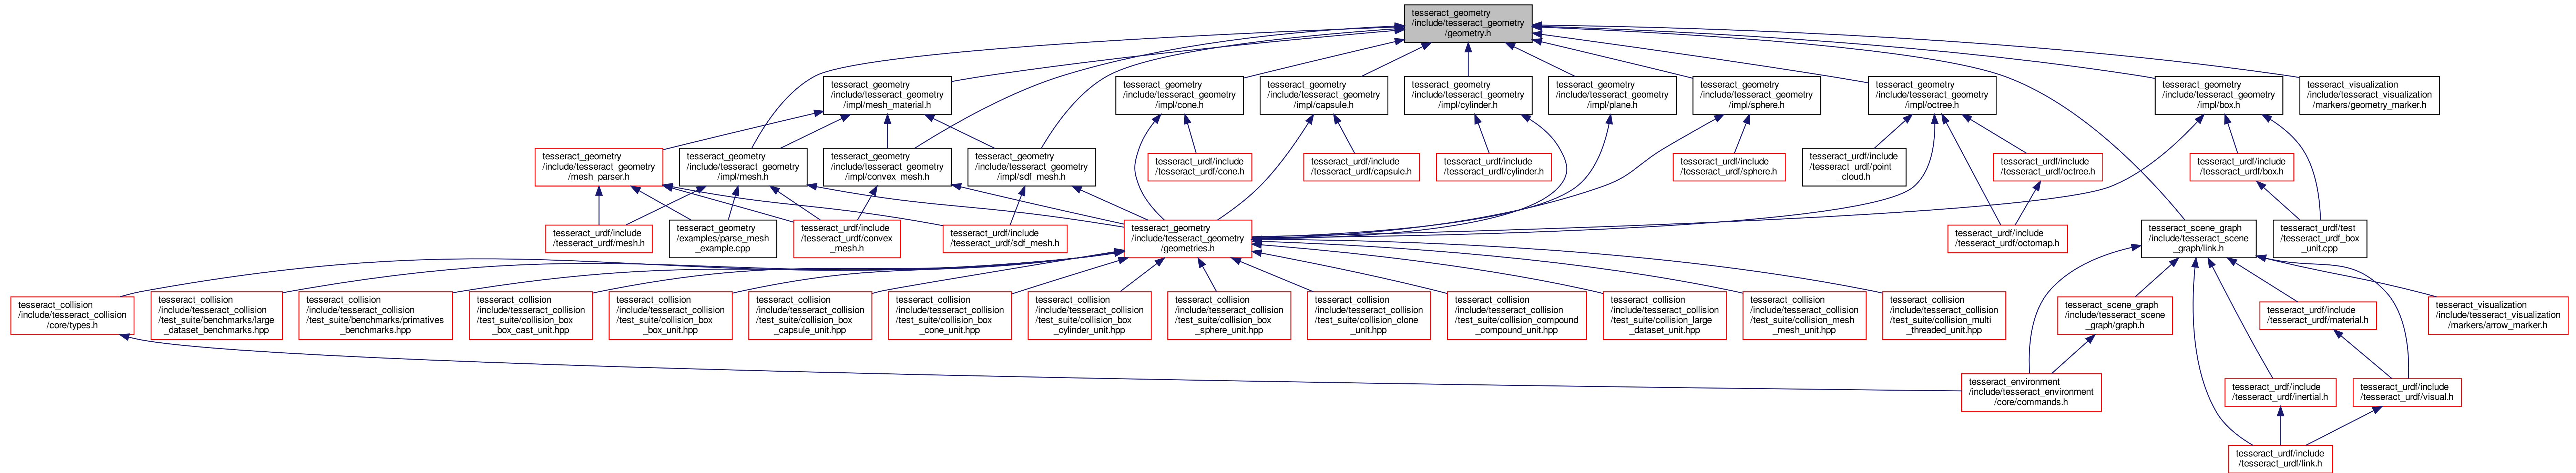 tesseract_geometry
/include/tesseract_geometry
/geometry.h
tesseract_geometry
/include/tesseract_geometry
/impl/mesh_material.h
tesseract_geometry
/include/tesseract_geometry
/impl/cone.h
tesseract_geometry
/include/tesseract_geometry
/impl/capsule.h
tesseract_geometry
/include/tesseract_geometry
/impl/cylinder.h
tesseract_geometry
/include/tesseract_geometry
/impl/plane.h
tesseract_geometry
/include/tesseract_geometry
/impl/sphere.h
tesseract_geometry
/include/tesseract_geometry
/impl/octree.h
tesseract_geometry
/include/tesseract_geometry
/impl/box.h
tesseract_visualization
/include/tesseract_visualization
/markers/geometry_marker.h
tesseract_geometry
/include/tesseract_geometry
/mesh_parser.h
tesseract_geometry
/include/tesseract_geometry
/impl/mesh.h
tesseract_geometry
/include/tesseract_geometry
/impl/convex_mesh.h
tesseract_geometry
/include/tesseract_geometry
/impl/sdf_mesh.h
tesseract_urdf/include
/tesseract_urdf/cone.h
tesseract_urdf/include
/tesseract_urdf/capsule.h
tesseract_urdf/include
/tesseract_urdf/cylinder.h
tesseract_urdf/include
/tesseract_urdf/sphere.h
tesseract_urdf/include
/tesseract_urdf/point
_cloud.h
tesseract_urdf/include
/tesseract_urdf/octree.h
tesseract_urdf/include
/tesseract_urdf/box.h
tesseract_urdf/include
/tesseract_urdf/mesh.h
tesseract_geometry
/examples/parse_mesh
_example.cpp
tesseract_urdf/include
/tesseract_urdf/convex
_mesh.h
tesseract_urdf/include
/tesseract_urdf/sdf_mesh.h
tesseract_geometry
/include/tesseract_geometry
/geometries.h
tesseract_urdf/include
/tesseract_urdf/octomap.h
tesseract_scene_graph
/include/tesseract_scene
_graph/link.h
tesseract_urdf/test
/tesseract_urdf_box
_unit.cpp
tesseract_collision
/include/tesseract_collision
/core/types.h
tesseract_collision
/include/tesseract_collision
/test_suite/benchmarks/large
_dataset_benchmarks.hpp
tesseract_collision
/include/tesseract_collision
/test_suite/benchmarks/primatives
_benchmarks.hpp
tesseract_collision
/include/tesseract_collision
/test_suite/collision_box
_box_cast_unit.hpp
tesseract_collision
/include/tesseract_collision
/test_suite/collision_box
_box_unit.hpp
tesseract_collision
/include/tesseract_collision
/test_suite/collision_box
_capsule_unit.hpp
tesseract_collision
/include/tesseract_collision
/test_suite/collision_box
_cone_unit.hpp
tesseract_collision
/include/tesseract_collision
/test_suite/collision_box
_cylinder_unit.hpp
tesseract_collision
/include/tesseract_collision
/test_suite/collision_box
_sphere_unit.hpp
tesseract_collision
/include/tesseract_collision
/test_suite/collision_clone
_unit.hpp
tesseract_collision
/include/tesseract_collision
/test_suite/collision_compound
_compound_unit.hpp
tesseract_collision
/include/tesseract_collision
/test_suite/collision_large
_dataset_unit.hpp
tesseract_collision
/include/tesseract_collision
/test_suite/collision_mesh
_mesh_unit.hpp
tesseract_collision
/include/tesseract_collision
/test_suite/collision_multi
_threaded_unit.hpp
tesseract_scene_graph
/include/tesseract_scene
_graph/graph.h
tesseract_urdf/include
/tesseract_urdf/material.h
tesseract_visualization
/include/tesseract_visualization
/markers/arrow_marker.h
tesseract_environment
/include/tesseract_environment
/core/commands.h
tesseract_urdf/include
/tesseract_urdf/inertial.h
tesseract_urdf/include
/tesseract_urdf/visual.h
tesseract_urdf/include
/tesseract_urdf/link.h